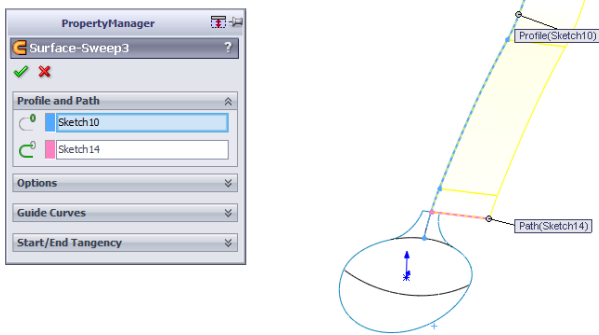 PropertyManager
Surface-Sweep3 ?
Profile and Path
Sketch10
Sketch14
Options
Guide Curves
Start/End Tangency
Profile(Sketch10)
Path(Sketch14)